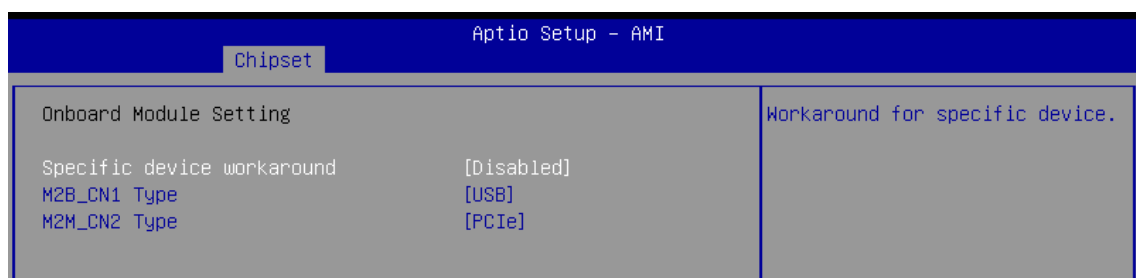 Aptio Setup – AMI
Chipset
Onboard Module Setting
Workaround for specific device.
Specific device workaround [Disabled]
M2B_CN1 Type [USB]
M2M_CN2 Type [PCIe]